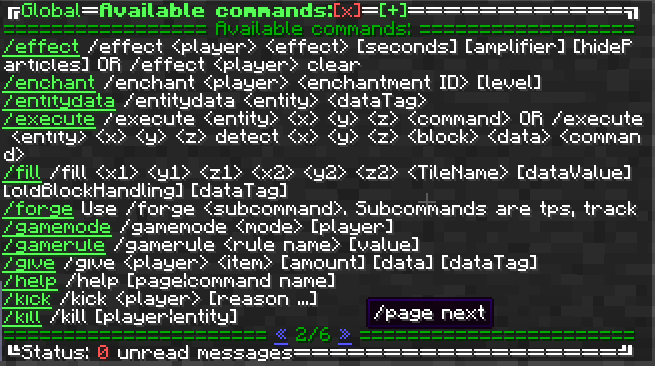 ╔Global═Available commands:[x]═[+]═══════════════════╗
==================== Available commands: ====================
/effect /effect <player> <effect> [seconds] [amplifier] [hideP
articles] OR /effect <player> clear
/enchant /enchant <player> <enchantment ID> [level]
/entitydata /entitydata <entity> <dataTag>
/execute /execute <entity> <x> <y> <z> <command> OR /execute
<entity> <x> <y> <z> detect <x> <y> <z> <block> <data> <comman
d>
/fill /fill <x1> <y1> <z1> <x2> <y2> <z2> <TileName> [dataValue]
[oldBlockHandling] [dataTag]
/forge Use /forge <subcommand>. Subcommands are tps, track
/gamemode /gamemode <mode> [player]
/gamerule /gamerule <rule name> [value]
/give /give <player> <item> [amount] [data] [dataTag]
/help /help [page|command name]
/kick /kick <player> [reason ...]
/kill /kill [player|entity]
/page next
========================== « 2/6 » ============================
╚Status: 0 unread messages══════════════════════════╝